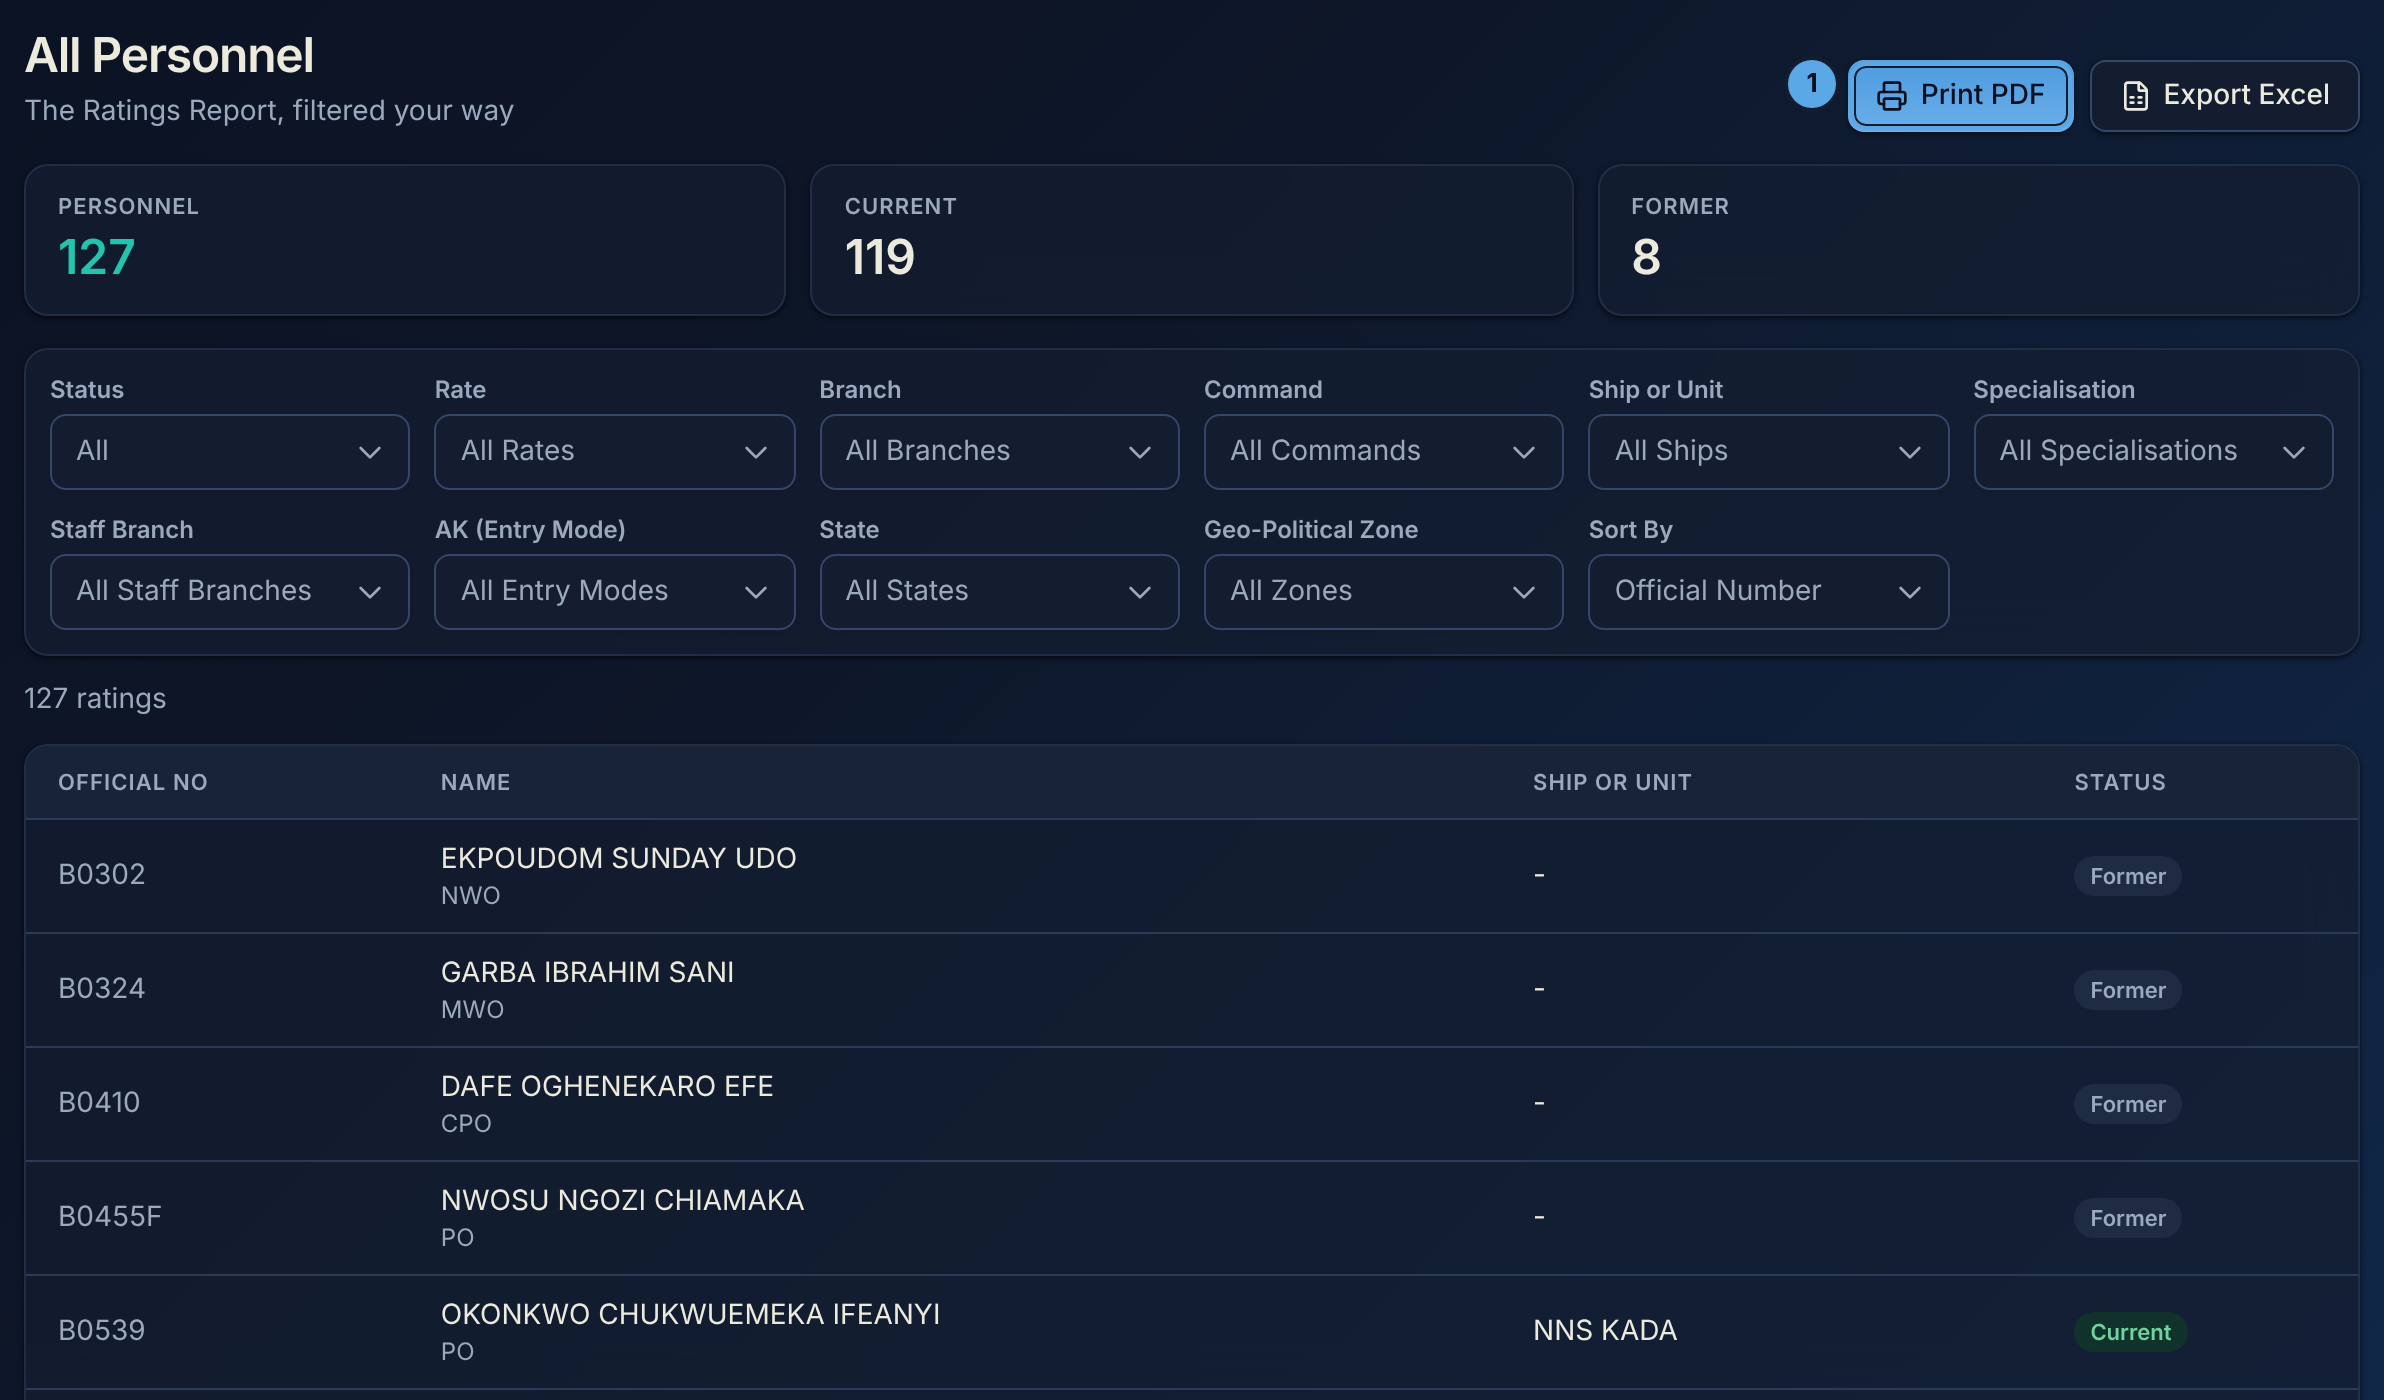 All Personnel
The Ratings Report, filtered your way
1
Print PDF
Export Excel
PERSONNEL
127
CURRENT
119
FORMER
8
Status
Rate
Branch
Command
Ship or Unit
Specialisation
All
All Rates
All Branches
All Commands
All Ships
All Specialisations
Staff Branch
AK (Entry Mode)
State
Geo-Political Zone
Sort By
All Staff Branches
All Entry Modes
All States
All Zones
Official Number
127 ratings
OFFICIAL NO
NAME
SHIP OR UNIT
STATUS
B0302
EKPOUDOM SUNDAY UDO
NWO
-
Former
B0324
GARBA IBRAHIM SANI
MWO
-
Former
B0410
DAFE OGHENEKARO EFE
CPO
-
Former
B0455F
NWOSU NGOZI CHIAMAKA
PO
-
Former
B0539
OKONKWO CHUKWUEMEKA IFEANYI
PO
NNS KADA
Current